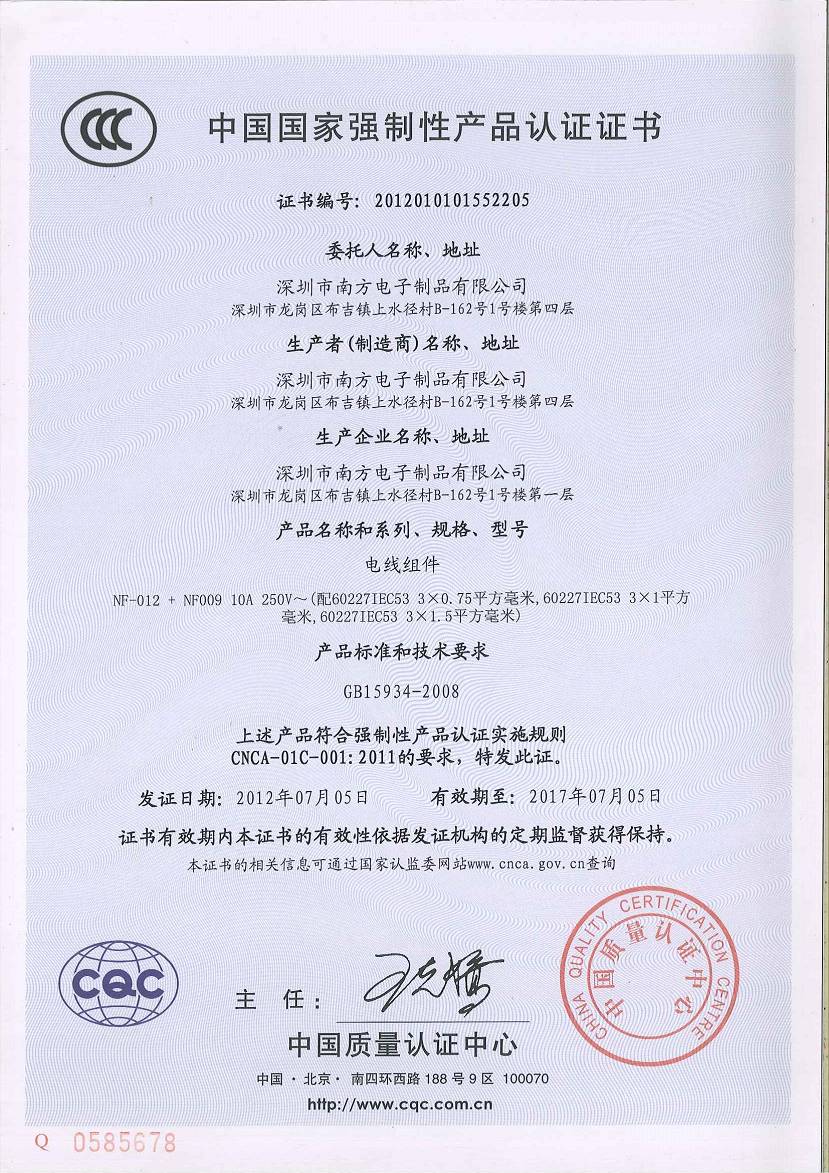 中国国家强制性产品认证证书
证书编号: 2012010101552205
委托人名称、地址
深圳市南方电子制品有限公司
深圳市龙岗区布吉镇上水径村B-162号1号楼第四层
生产者(制造商)名称、地址
深圳市南方电子制品有限公司
深圳市龙岗区布吉镇上水径村B-162号1号楼第四层
生产企业名称、地址
深圳市南方电子制品有限公司
深圳市龙岗区布吉镇上水径村B-162号1号楼第一层
产品名称和系列、规格、型号
电线组件
NF-012 + NF009 10A 250V～(配60227IEC53 3×0.75平方毫米,60227IEC53 3×1平方
毫米,60227IEC53 3×1.5平方毫米)
产品标准和技术要求
GB15934-2008
上述产品符合强制性产品认证实施规则
CNCA-01C-001:2011的要求，特发此证。
发证日期: 2012年07月05日 有效期至: 2017年07月05日
证书有效期内本证书的有效性依据发证机构的定期监督获得保持。
本证书的相关信息可通过国家认监委网站www.cnca.gov.cn查询
CHINA QUALITY CERTIFICATION CENTRE
中国质量认证中心
CQC
主 任：
中国质量认证中心
中国·北京·南四环西路188号9区 100070
http://www.cqc.com.cn
Q 0585678